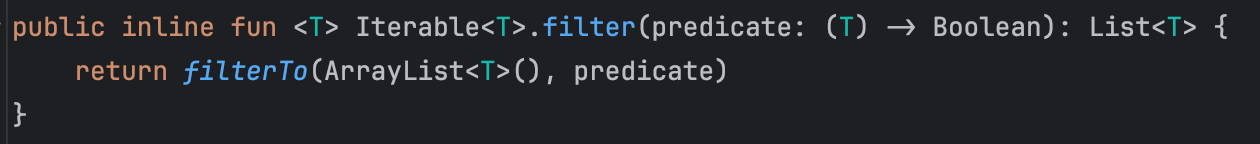 public inline fun <T> Iterable<T>.filter(predicate: (T) -> Boolean): List<T> {
    return filterTo(ArrayList<T>(), predicate)
}